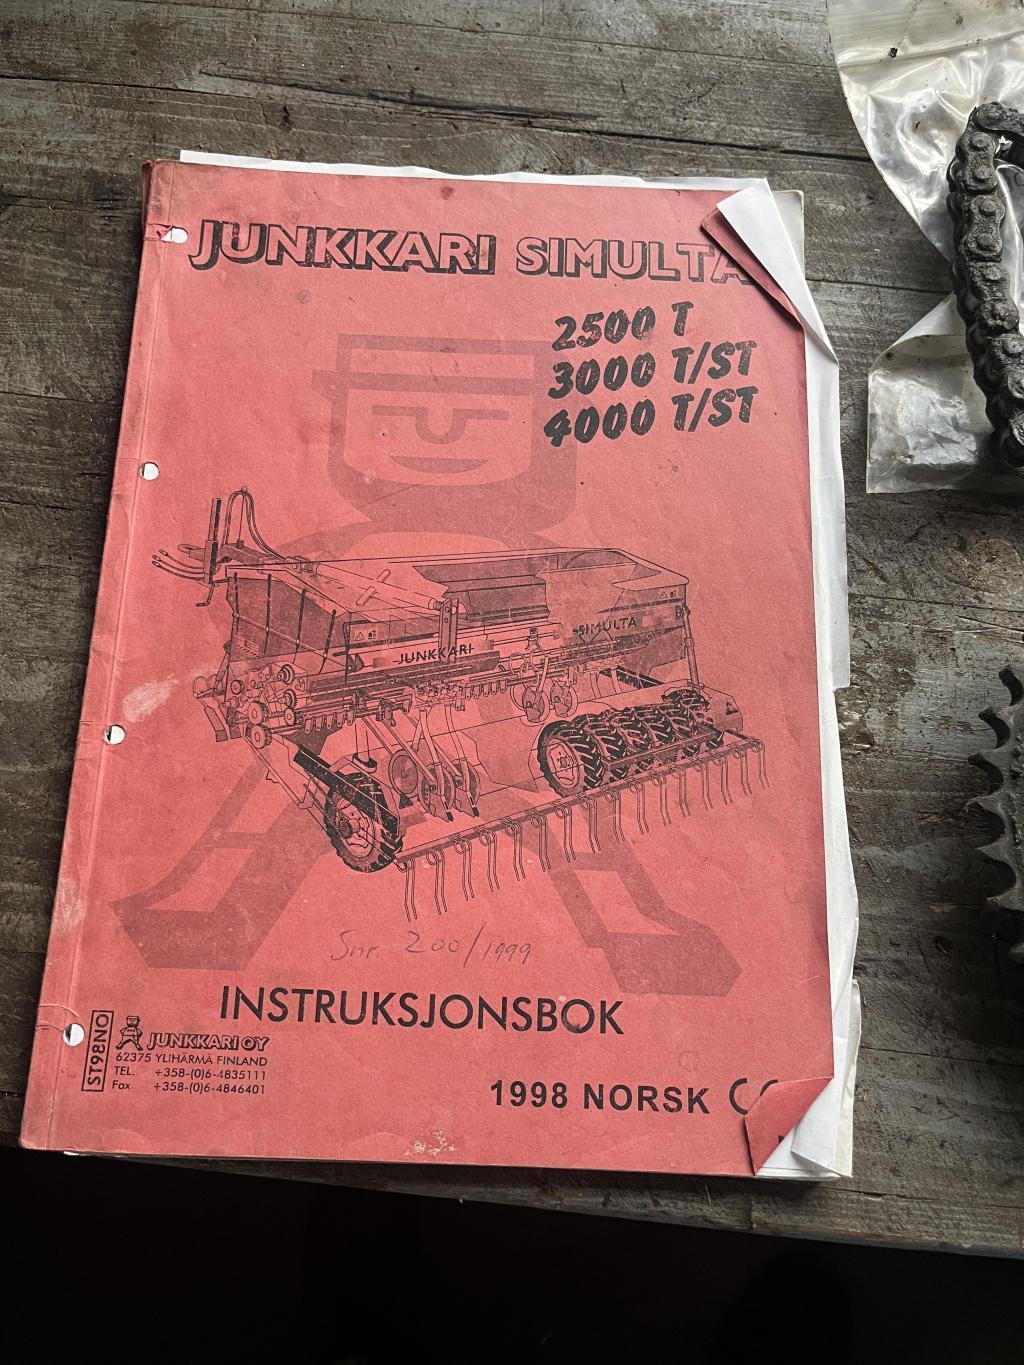 JUNKKARI SIMULTA
2500 T
3000 T/ST
4000 T/ST
JUNKKARI
SIMULTA
Snr 200/1999
INSTRUKSJONSBOK
ST98NO
JUNKKARI OY
62375 YLIHÄRMÄ FINLAND
TEL. +358-(0)6-4835111
Fax +358-(0)6-4846401
1998 NORSK CE